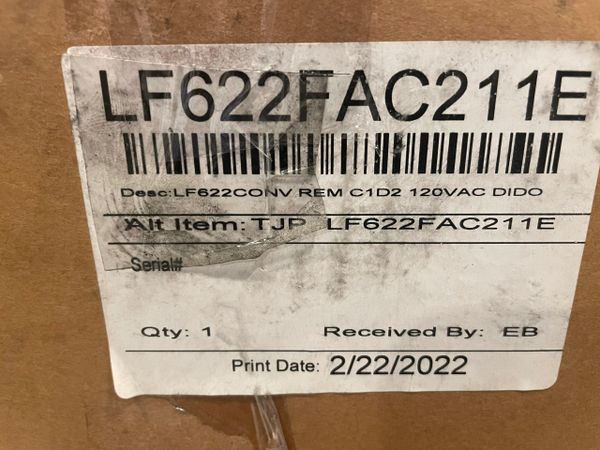 LF622FAC211E
Desc:LF622CONV REM C1D2 120VAC DIDO
Alt Item: TJP LF622FAC211E
Serial#
Qty: 1 Received By: EB
Print Date: 2/22/2022